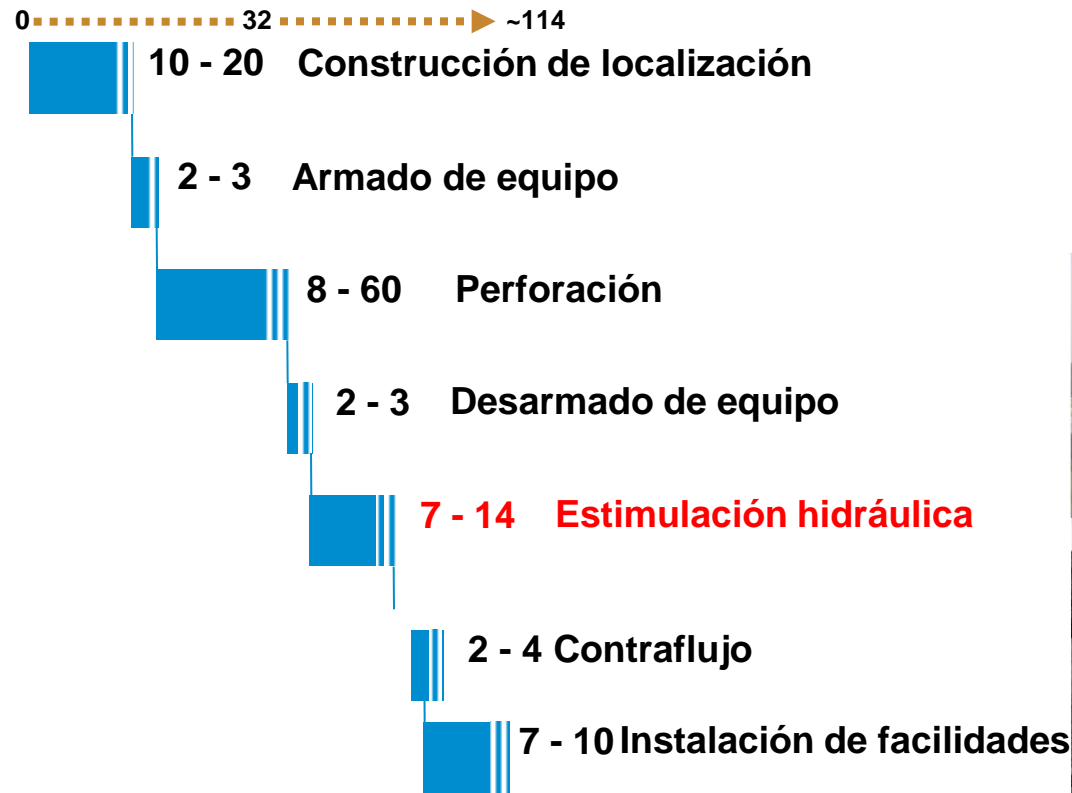 0 32 ~114
10 - 20 Construcción de localización
2 - 3 Armado de equipo
8 - 60 Perforación
2 - 3 Desarmado de equipo
7 - 14 Estimulación hidráulica
2 - 4 Contraflujo
7 - 10 Instalación de facilidades